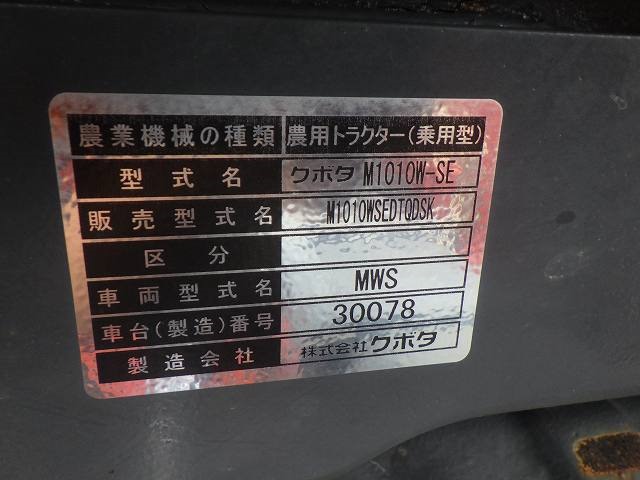 農業機械の種類 農用トラクター(乗用型)
型式名 クボタ M1010W-SE
販売型式名 M1010WSEDTQDSK
区分
車両型式名 MWS
車台(製造)番号 30078
製造会社 株式会社クボタ